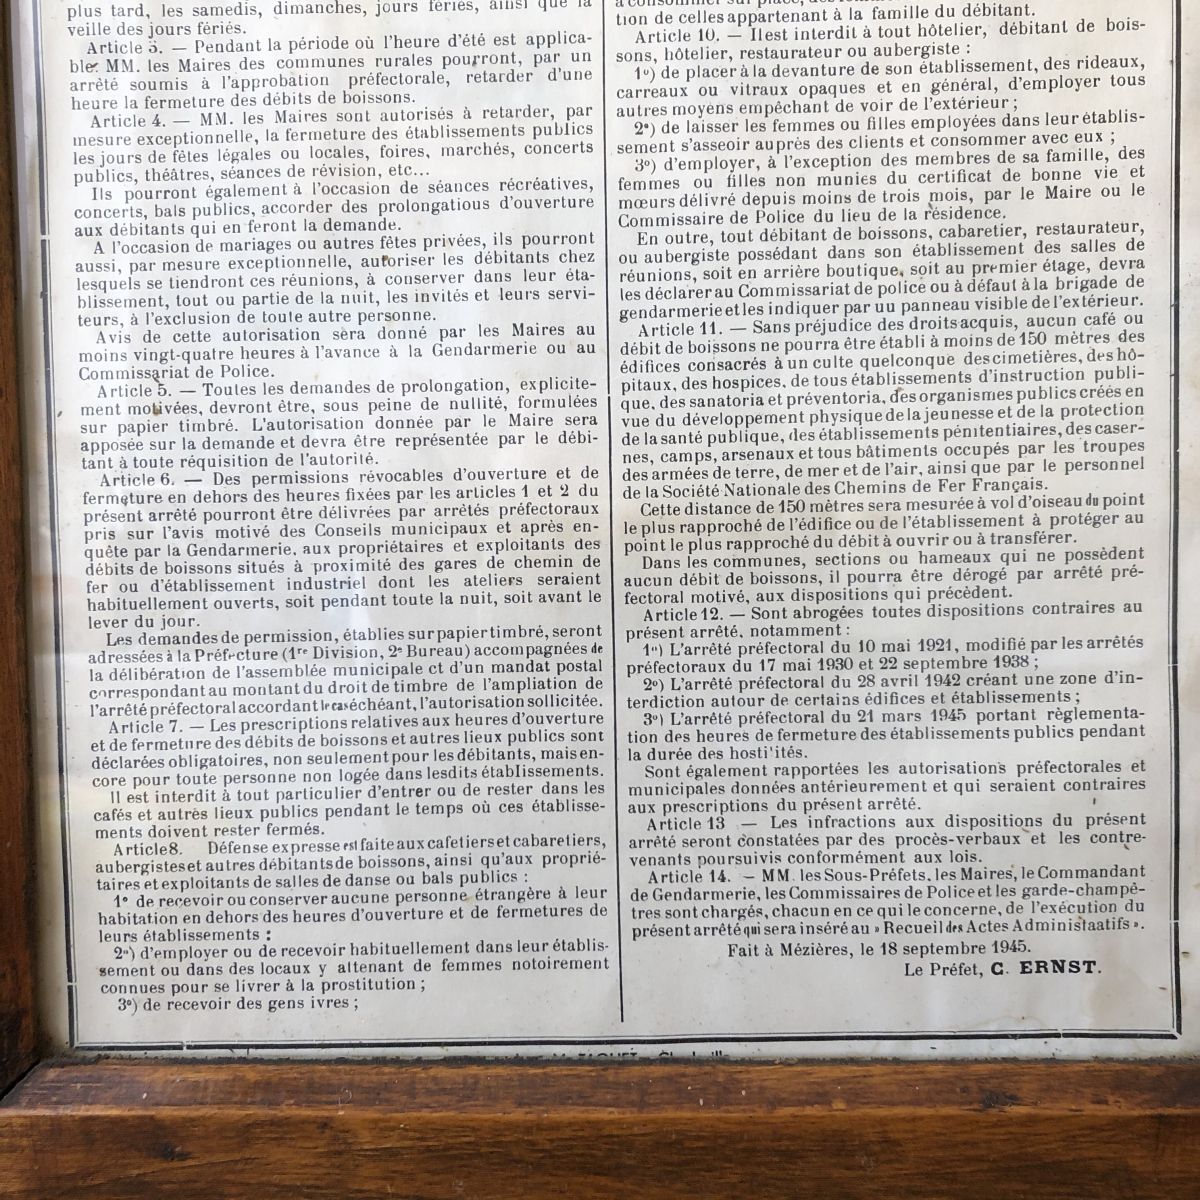 plus tard, les samedis, dimanches, jours fériés, ainsi que la
veille des jours fériés.
Article 3. — Pendant la période où l'heure d'été est applica-
ble. MM. les Maires des communes rurales pourront, par un
arrêté soumis à l'approbation préfectorale, retarder d'une
heure la fermeture des débits de boissons.
Article 4. — MM. les Maires sont autorisés à retarder, par
mesure exceptionnelle, la fermeture des établissements publics
les jours de fêtes légales ou locales, foires, marchés, concerts
publics, théâtres, séances de révision, etc...
Ils pourront également à l'occasion de séances récréatives,
concerts, bals publics, accorder des prolongatious d'ouverture
aux débitants qui en feront la demande.
A l'occasion de mariages ou autres fêtes privées, ils pourront
aussi, par mesure exceptionnelle, autoriser les débitants chez
lesquels se tiendront ces réunions, à conserver dans leur éta-
blissement, tout ou partie de la nuit, les invités et leurs servi-
teurs, à l'exclusion de toute autre personne.
Avis de cette autorisation sera donné par les Maires au
moins vingt-quatre heures à l'avance à la Gendarmerie ou au
Commissariat de Police.
Article 5. — Toutes les demandes de prolongation, explicite-
ment motivées, devront être, sous peine de nullité, formulées
sur papier timbré. L'autorisation donnée par le Maire sera
apposée sur la demande et devra être représentée par le débi-
tant à toute réquisition de l'autorité.
Article 6. — Des permissions révocables d'ouverture et de
fermeture en dehors des heures fixées par les articles 1 et 2 du
présent arrêté pourront être délivrées par arrêtés préfectoraux
pris sur l'avis motivé des Conseils municipaux et après en-
quête par la Gendarmerie, aux propriétaires et exploitants des
débits de boissons situés à proximité des gares de chemin de
fer ou d'établissement industriel dont les ateliers seraient
habituellement ouverts, soit pendant toute la nuit, soit avant le
lever du jour.
Les demandes de permission, établies sur papier timbré, seront
adressées à la Préfecture (1re Division, 2e Bureau) accompagnées de
la délibération de l'assemblée municipale et d'un mandat postal
correspondant au montant du droit de timbre de l'ampliation de
l'arrêté préfectoral accordant le cas échéant, l'autorisation sollicitée.
Article 7. — Les prescriptions relatives aux heures d'ouverture
et de fermeture des débits de boissons et autres lieux publics sont
déclarées obligatoires, non seulement pour les débitants, mais en-
core pour toute personne non logée dans lesdits établissements.
Il est interdit à tout particulier d'entrer ou de rester dans les
cafés et autrès lieux publics pendant le temps où ces établisse-
ments doivent rester fermés.
Article 8. Défense expresse est faite aux cafetiers et cabaretiers,
aubergistes et autres débitants de boissons, ainsi qu'aux proprié-
taires et exploitants de salles de danse ou bals publics :
1° de recevoir ou conserver aucune personne étrangère à leur
habitation en dehors des heures d'ouverture et de fermetures de
leurs établissements :
2°) d'employer ou de recevoir habituellement dans leur établis-
sement ou dans des locaux y attenant de femmes notoirement
connues pour se livrer à la prostitution ;
3°) de recevoir des gens ivres ;
tion de celles appartenant à la famille du débitant.
Article 10. — Il est interdit à tout hôtelier, débitant de bois-
sons, hôtelier, restaurateur ou aubergiste :
1°) de placer à la devanture de son établissement, des rideaux,
carreaux ou vitraux opaques et en général, d'employer tous
autres moyens empêchant de voir de l'extérieur ;
2°) de laisser les femmes ou filles employées dans leur établis-
sement s'asseoir auprès des clients et consommer avec eux ;
3°) d'employer, à l'exception des membres de sa famille, des
femmes ou filles non munies du certificat de bonne vie et
mœurs délivré depuis moins de trois mois, par le Maire ou le
Commissaire de Police du lieu de la résidence.
En outre, tout débitant de boissons, cabaretier, restaurateur,
ou aubergiste possédant dans son établissement des salles de
réunions, soit en arrière boutique, soit au premier étage, devra
les déclarer au Commissariat de police ou à défaut à la brigade de
gendarmerie et les indiquer par uu panneau visible de l'extérieur.
Article 11. — Sans préjudice des droits acquis, aucun café ou
débit de boissons ne pourra être établi à moins de 150 mètres des
édifices consacrés à un culte quelconque des cimetières, des hô-
pitaux, des hospices, de tous établissements d'instruction publi-
que, des sanatoria et préventoria, des organismes publics créés en
vue du développement physique de la jeunesse et de la protection
de la santé publique, des établissements pénitentiaires, des caser-
nes, camps, arsenaux et tous bâtiments occupés par les troupes
des armées de terre, de mer et de l'air, ainsi que par le personnel
de la Société Nationale des Chemins de Fer Français.
Cette distance de 150 mètres sera mesurée à vol d'oiseau du point
le plus rapproché de l'édifice ou de l'établissement à protéger au
point le plus rapproché du débit à ouvrir ou à transférer.
Dans les communes, sections ou hameaux qui ne possèdent
aucun débit de boissons, il pourra être dérogé par arrêté pré-
fectoral motivé, aux dispositions qui précèdent.
Article 12. — Sont abrogées toutes dispositions contraires au
présent arrêté, notamment :
1°) L'arrêté préfectoral du 10 mai 1921, modifié par les arrêtés
préfectoraux du 17 mai 1930 et 22 septembre 1938 ;
2°) L'arrêté préfectoral du 28 avril 1942 créant une zone d'in-
terdiction autour de certains édifices et établissements ;
3°) L'arrêté préfectoral du 21 mars 1945 portant règlementa-
tion des heures de fermeture des établissements publics pendant
la durée des hosti'ités.
Sont également rapportées les autorisations préfectorales et
municipales données antérieurement et qui seraient contraires
aux prescriptions du présent arrêté.
Article 13 — Les infractions aux dispositions du présent
arrêté seront constatées par des procès-verbaux et les contre-
venants poursuivis conformément aux lois.
Article 14. — MM. les Sous-Préfets, les Maires, le Commandant
de Gendarmerie, les Commissaires de Police et les garde-champê-
tres sont chargés, chacun en ce qui le concerne, de l'exécution du
présent arrêté qui sera inséré au » Recueil des Actes Administaatifs ».
Fait à Mézières, le 18 septembre 1945.
Le Préfet, C. ERNST.